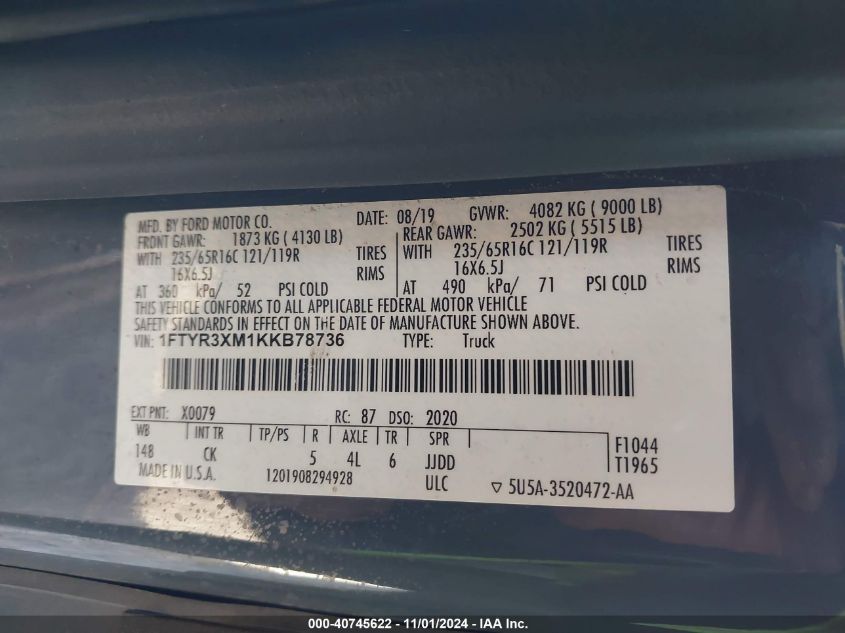 MFD. BY FORD MOTOR CO. DATE: 08/19 GVWR: 4082 KG ( 9000 LB)
FRONT GAWR: 1873 KG ( 4130 LB) REAR GAWR: 2502 KG ( 5515 LB)
WITH 235/65R16C 121/119R TIRES WITH 235/65R16C 121/119R TIRES
16X6.5J RIMS 16X6.5J RIMS
AT 360 kPa/ 52 PSI COLD AT 490 kPa/ 71 PSI COLD
THIS VEHICLE CONFORMS TO ALL APPLICABLE FEDERAL MOTOR VEHICLE
SAFETY STANDARDS IN EFFECT ON THE DATE OF MANUFACTURE SHOWN ABOVE.
VIN: 1FTYR3XM1KKB78736 TYPE: Truck
EXT PNT: X0079 RC: 87 DSO: 2020
WB INT TR TP/PS R AXLE TR SPR F1044
148 CK 5 4L 6 JJDD T1965
MADE IN U.S.A. 1201908294928 ULC ▽ 5U5A-3520472-AA
000-40745622 - 11/01/2024 - IAA Inc.